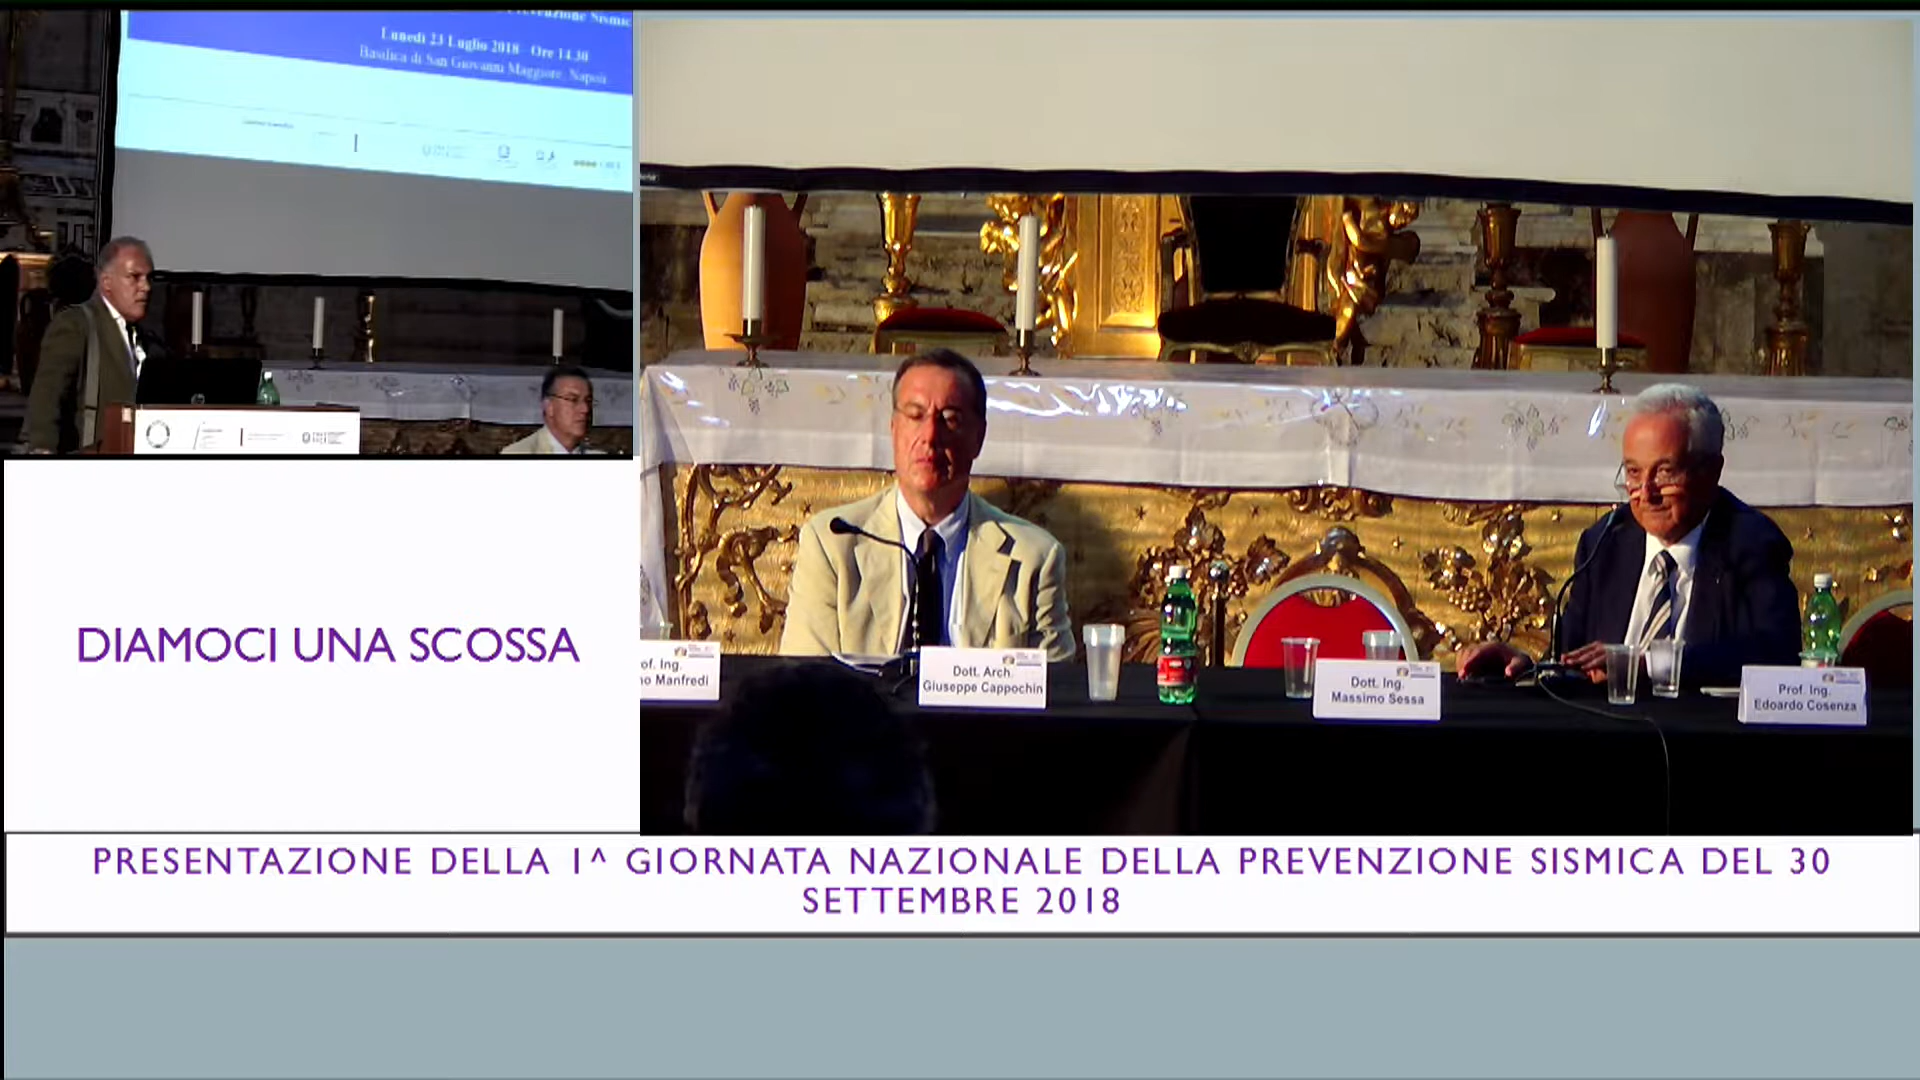 Prevenzione Sismic
Lunedì 23 Luglio 2018 Ore 14.30
Basilica di San Giovanni Maggiore, Napoli
DIAMOCI UNA SCOSSA
of. Ing.
o Manfredi
Dott. Arch.
Giuseppe Cappochin
Dott. Ing.
Massimo Sessa
Prof. Ing.
Edoardo Cosenza
PRESENTAZIONE DELLA 1^ GIORNATA NAZIONALE DELLA PREVENZIONE SISMICA DEL 30
SETTEMBRE 2018